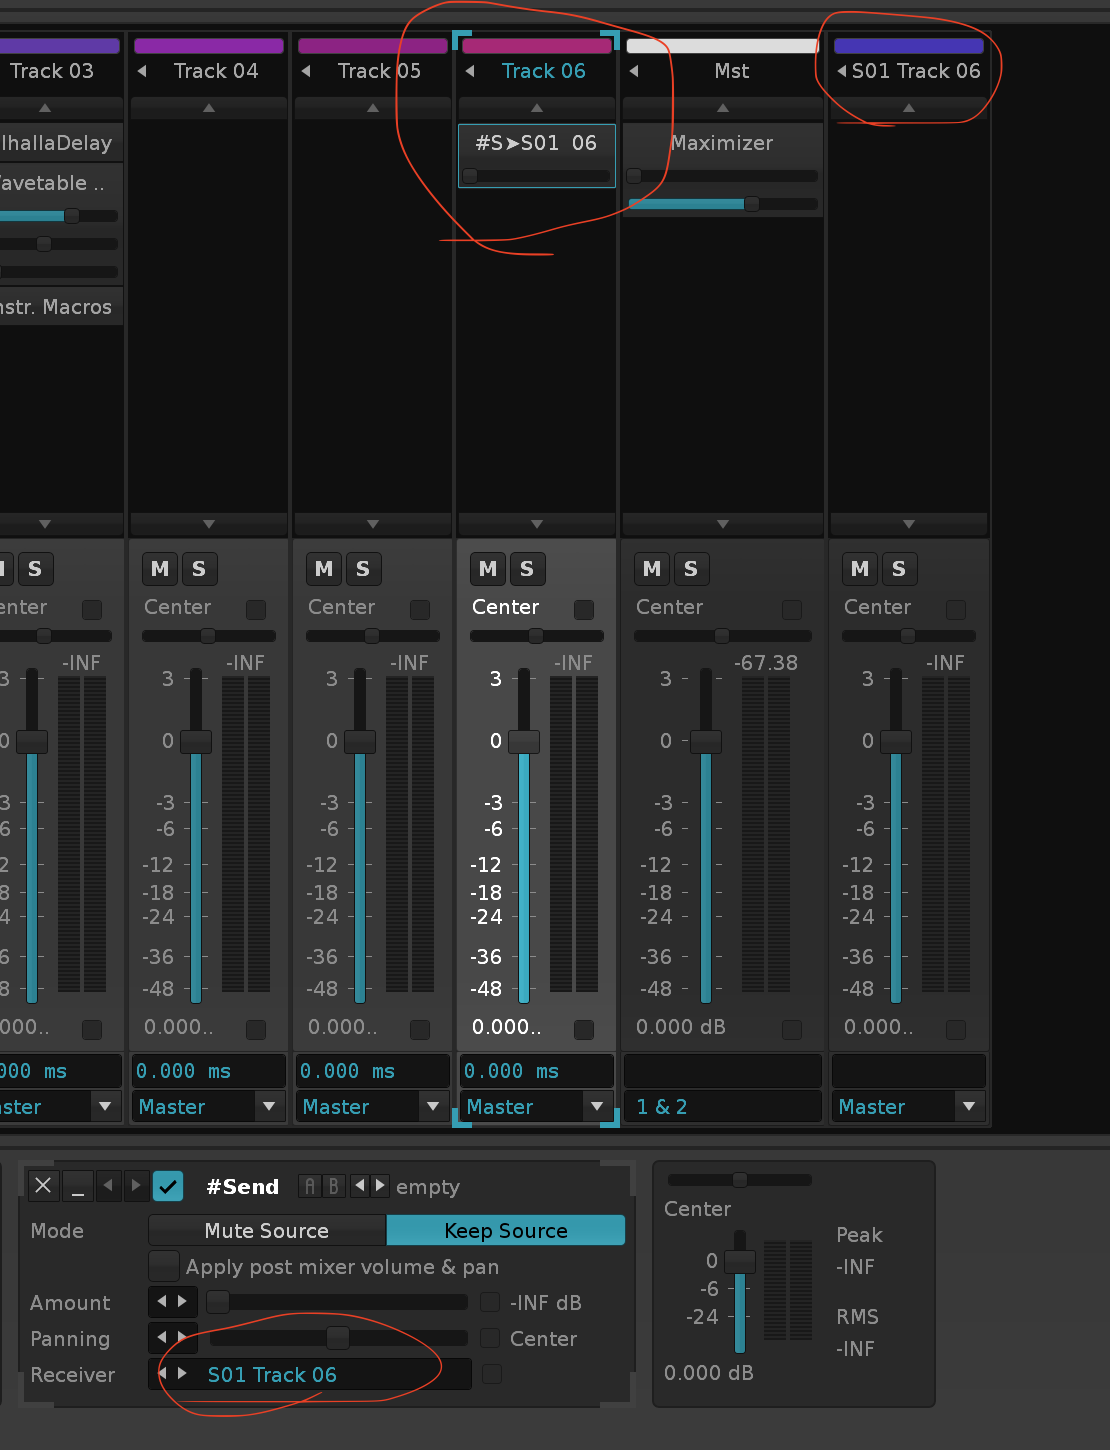 Track 03 Track 04 Track 05 Track 06 Mst S01 Track 06
lhallaDelay #S➤S01 06 Maximizer
avetable ..
nstr. Macros
S M S M S M S M S M S
enter Center Center Center Center Center
-INF -INF -INF -INF -67.38 -INF
3 3 3 3 3 3
0 0 0 0 0 0
3 -3 -3 -3 -3 -3
6 -6 -6 -6 -6 -6
2 -12 -12 -12 -12 -12
8 -18 -18 -18 -18 -18
4 -24 -24 -24 -24 -24
6 -36 -36 -36 -36 -36
8 -48 -48 -48 -48 -48
000.. 0.000.. 0.000.. 0.000.. 0.000 dB 0.000..
000 ms 0.000 ms 0.000 ms 0.000 ms
ster Master Master Master 1 & 2 Master
#Send A B empty
Mode Mute Source Keep Source
Apply post mixer volume & pan
Amount -INF dB
Panning Center
Receiver S01 Track 06
Center
Peak
0 -INF
-6
-24 RMS
-INF
0.000 dB